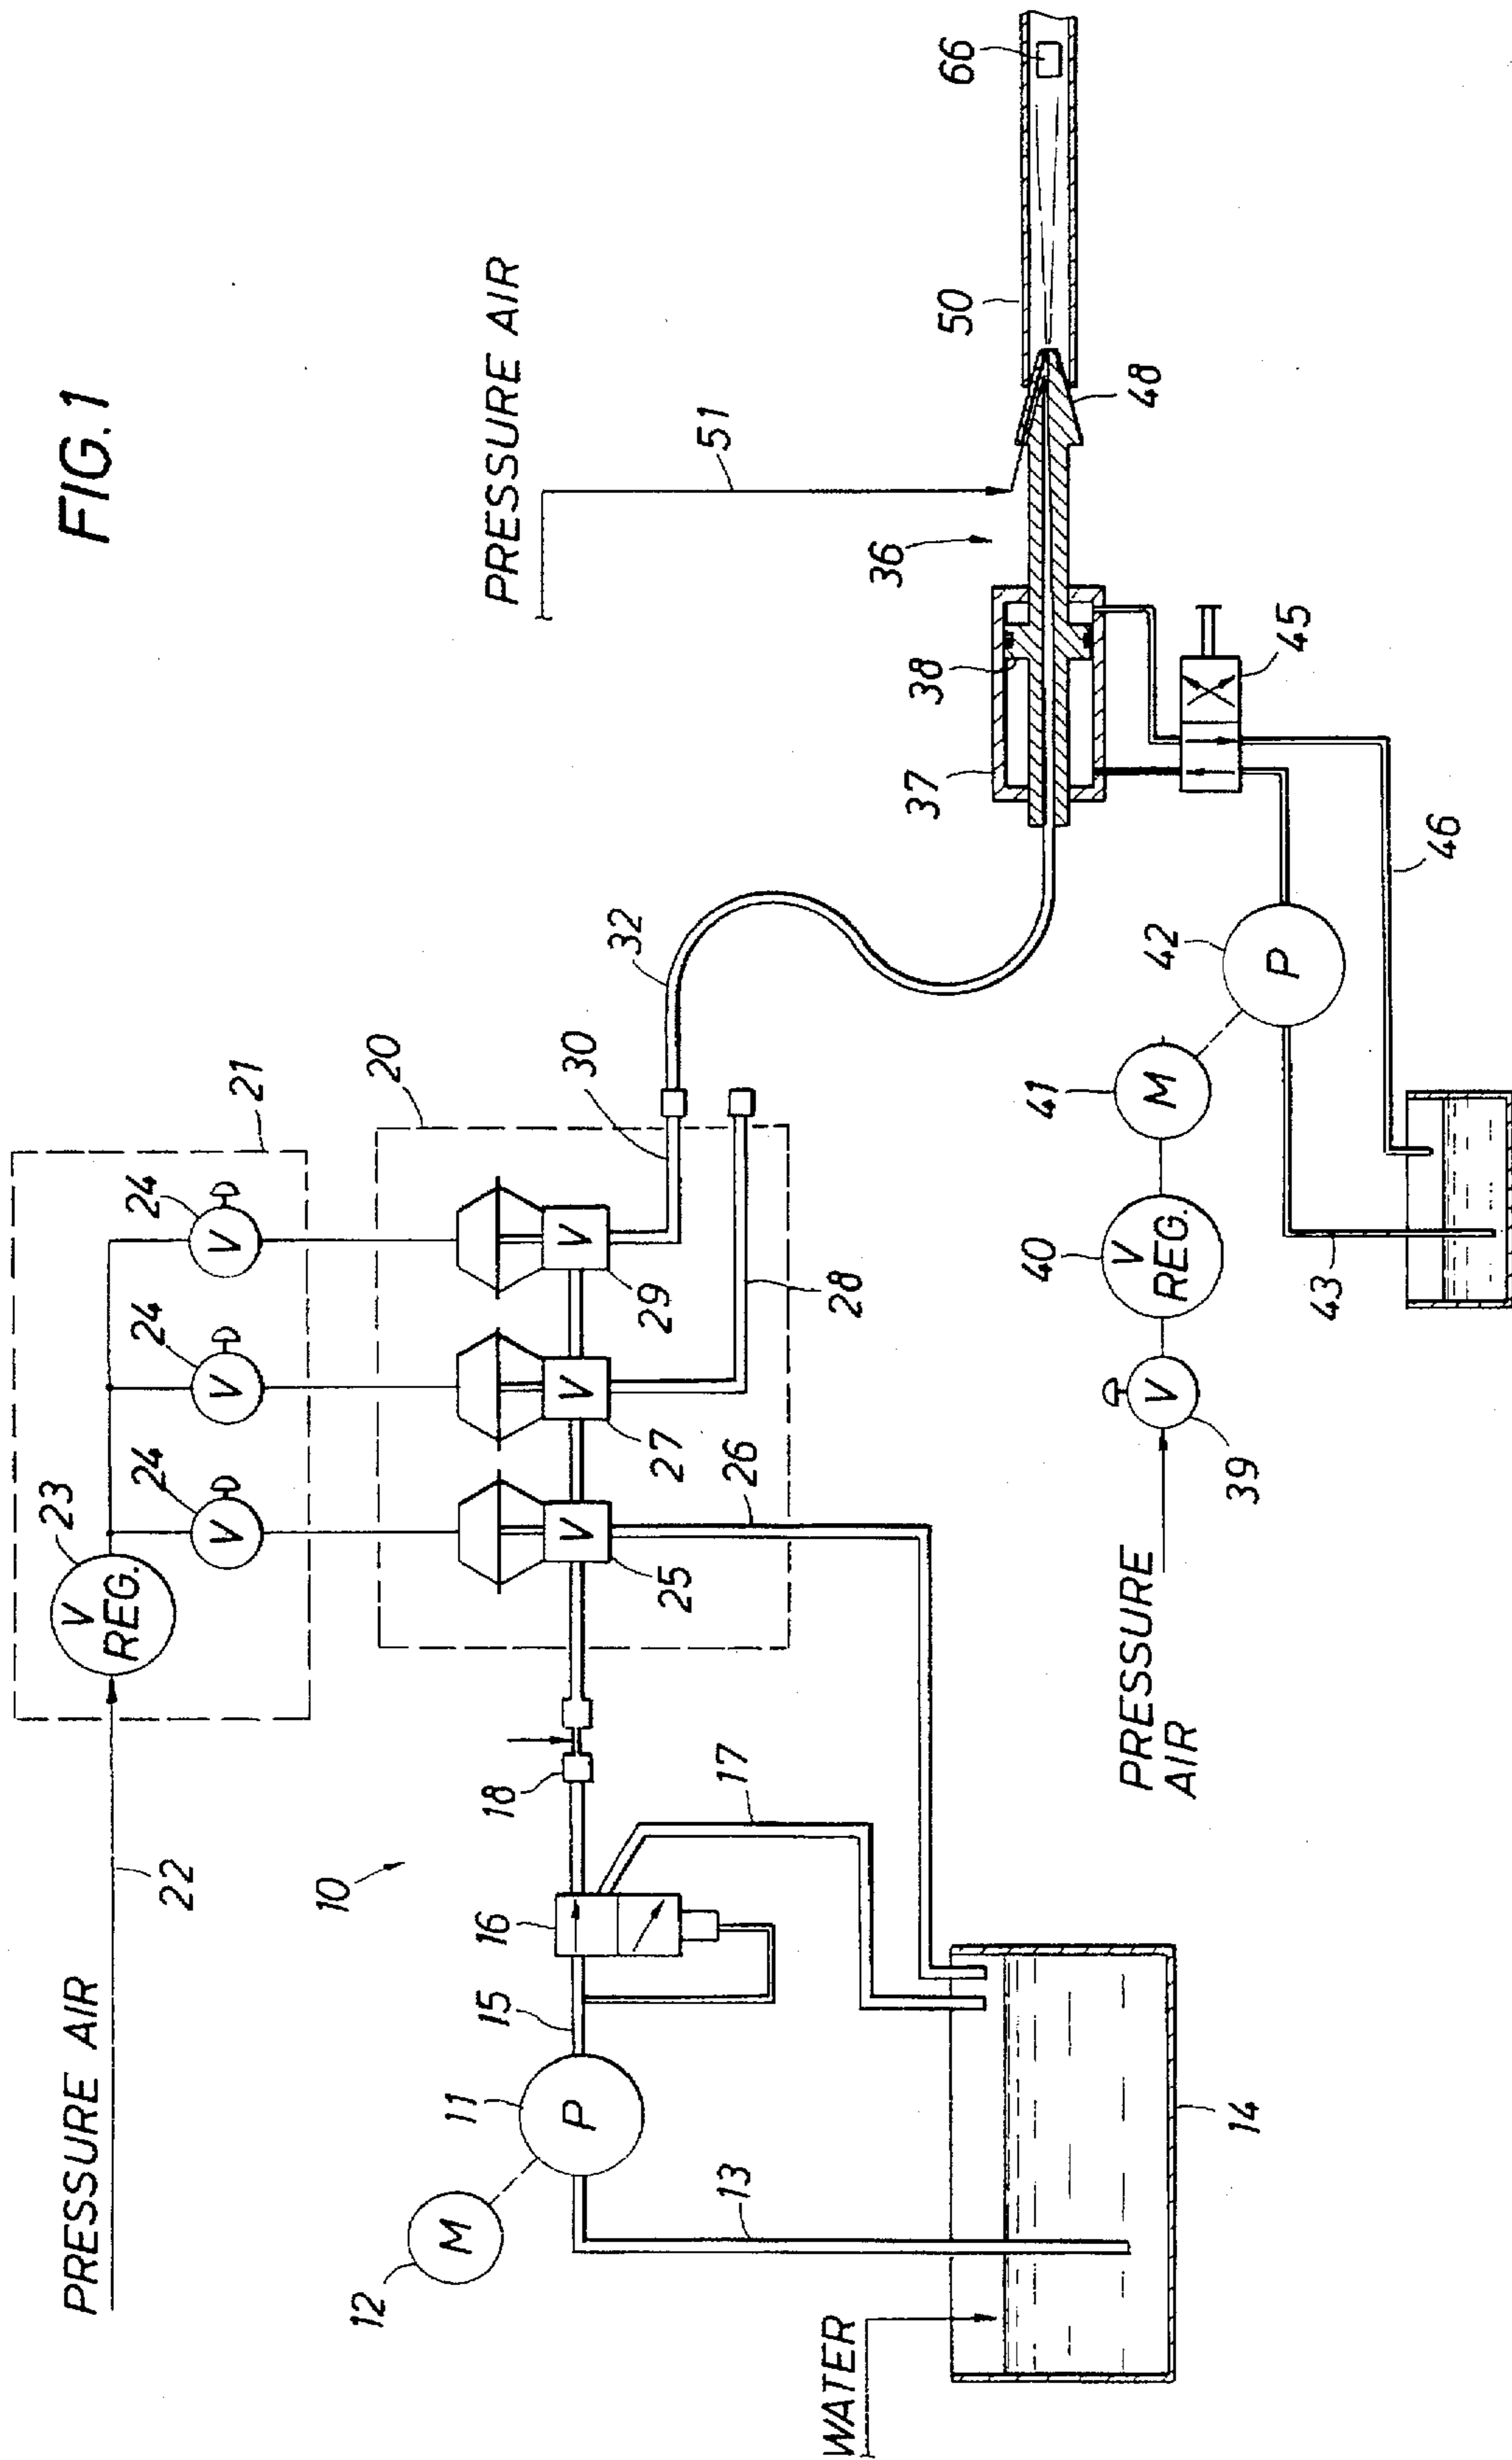 FIG.1
PRESSURE AIR
22
23
V
REG.
24
V
24
V
24
V
21
20
10
12
M
11
P
13
14
WATER
15
16
17
18
V
25
26
V
27
28
V
29
30
32
PRESSURE AIR
51
36
37
38
48
50
66
PRESSURE
AIR
39
V
40
V
REG.
41
M
42
P
43
45
46